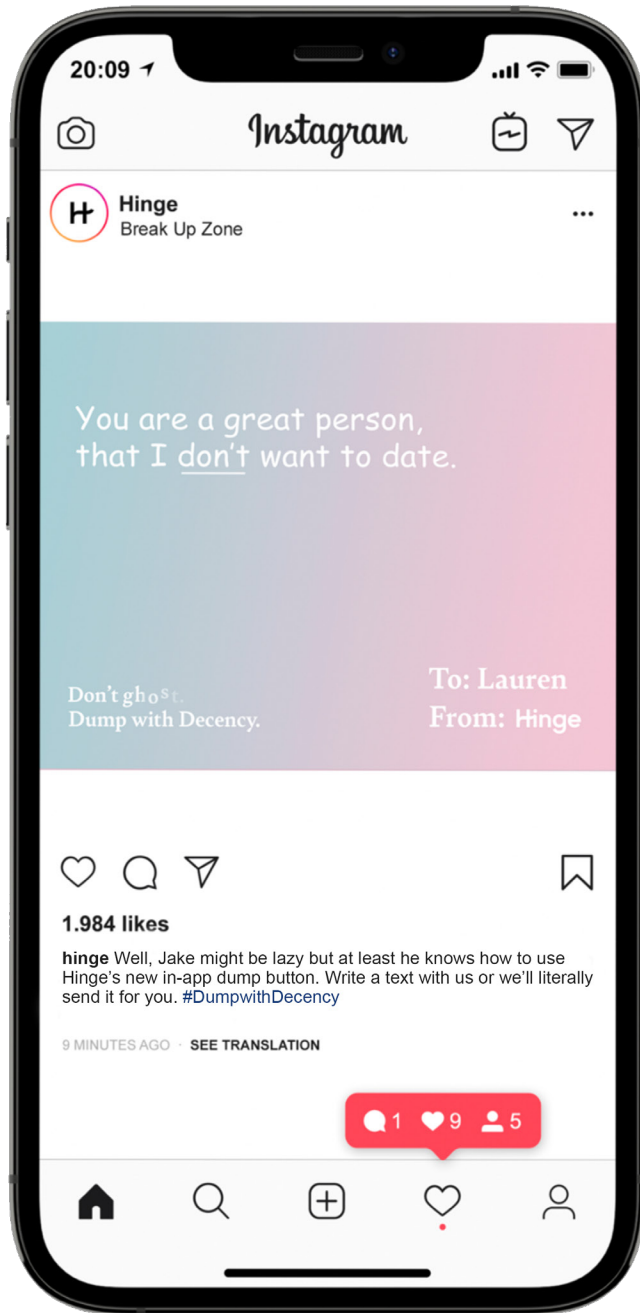 20:09
Instagram
H
Hinge
Break Up Zone
You are a great person,
that I don't want to date.
Don't ghost.
Dump with Decency.
To: Lauren
From: Hinge
1.984 likes
hinge Well, Jake might be lazy but at least he knows how to use
Hinge's new in-app dump button. Write a text with us or we'll literally
send it for you. #DumpwithDecency
9 MINUTES AGO · SEE TRANSLATION
1 9 5